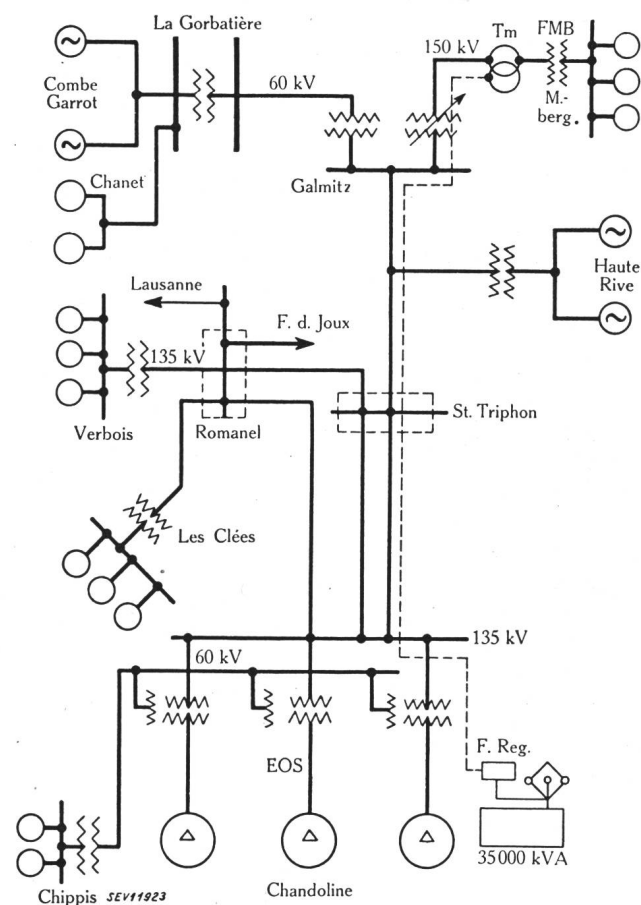 La Gorbatière
Combe
Garrot
60 kV
150 kV
Tm
FMB
M.-
berg.
Chanet
Galmitz
Haute
Rive
Lausanne
F. d. Joux
135 kV
Verbois
Romanel
St. Triphon
Les Clées
135 kV
60 kV
EOS
F. Reg.
35000 kVA
Chippis
SEV11923
Chandoline